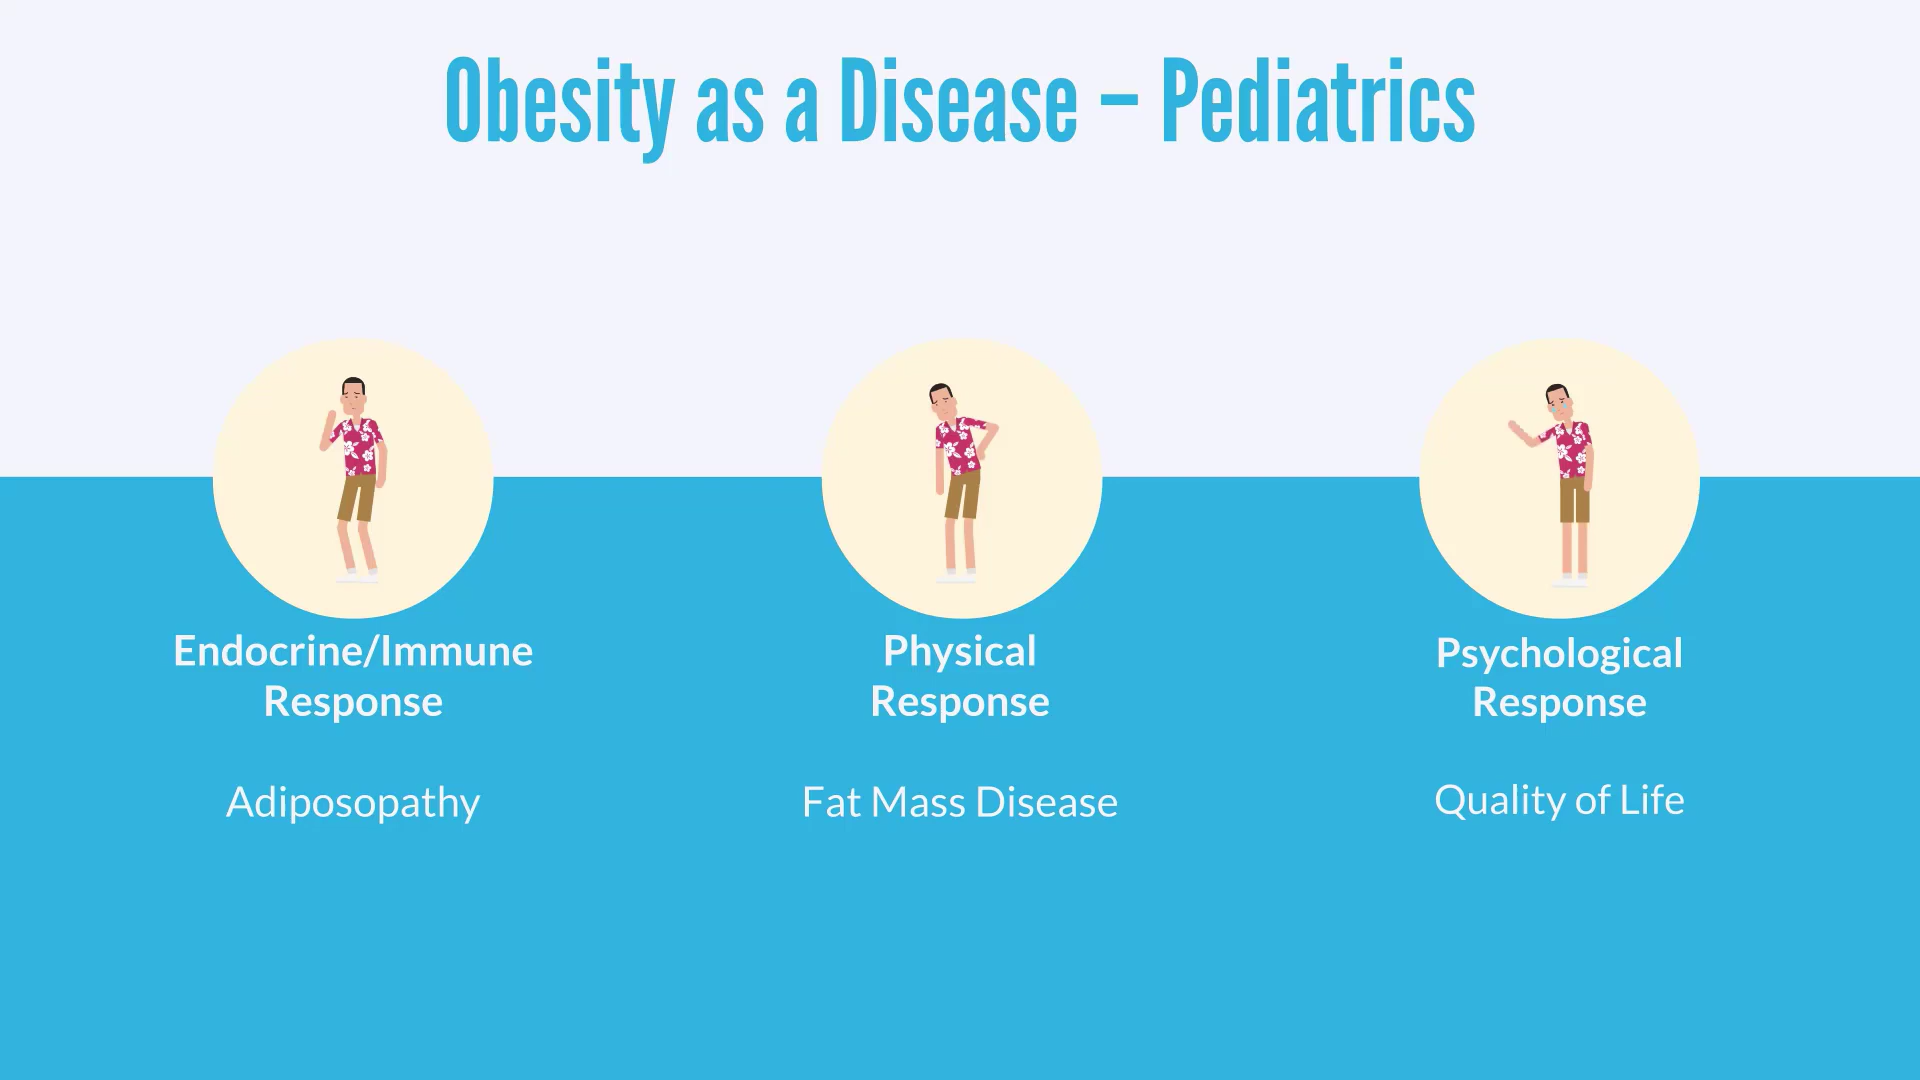 Obesity as a Disease – Pediatrics
Endocrine/Immune
Response
Adiposopathy
Physical
Response
Fat Mass Disease
Psychological
Response
Quality of Life